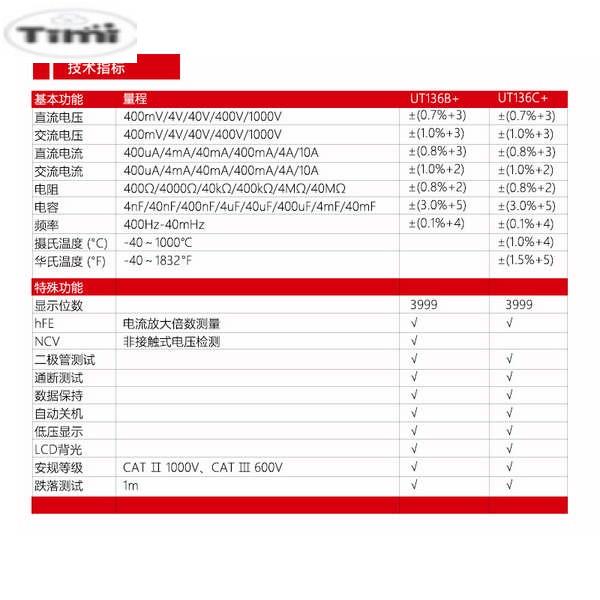 Timi
技术指标
基本功能 量程 UT136B+ UT136C+
直流电压 400mV/4V/40V/400V/1000V ±(0.7%+3) ±(0.7%+3)
交流电压 400mV/4V/40V/400V/1000V ±(1.0%+3) ±(1.0%+3)
直流电流 400uA/4mA/40mA/400mA/4A/10A ±(0.8%+3) ±(0.8%+3)
交流电流 400uA/4mA/40mA/400mA/4A/10A ±(1.0%+2) ±(1.0%+2)
电阻 400Ω/4000Ω/40kΩ/400kΩ/4MΩ/40MΩ ±(0.8%+2) ±(0.8%+2)
电容 4nF/40nF/400nF/4uF/40uF/400uF/4mF/40mF ±(3.0%+5) ±(3.0%+5)
频率 400Hz-40mHz ±(0.1%+4) ±(0.1%+4)
摄氏温度 (°C) -40~1000℃ ±(1.0%+4)
华氏温度 (°F) -40~1832°F ±(1.5%+5)
特殊功能
显示位数 3999 3999
hFE 电流放大倍数测量 √ √
NCV 非接触式电压检测 √
二极管测试 √ √
通断测试 √ √
数据保持 √ √
自动关机 √ √
低压显示 √ √
LCD背光 √ √
安规等级 CAT Ⅱ 1000V、CAT Ⅲ 600V √ √
跌落测试 1m √ √